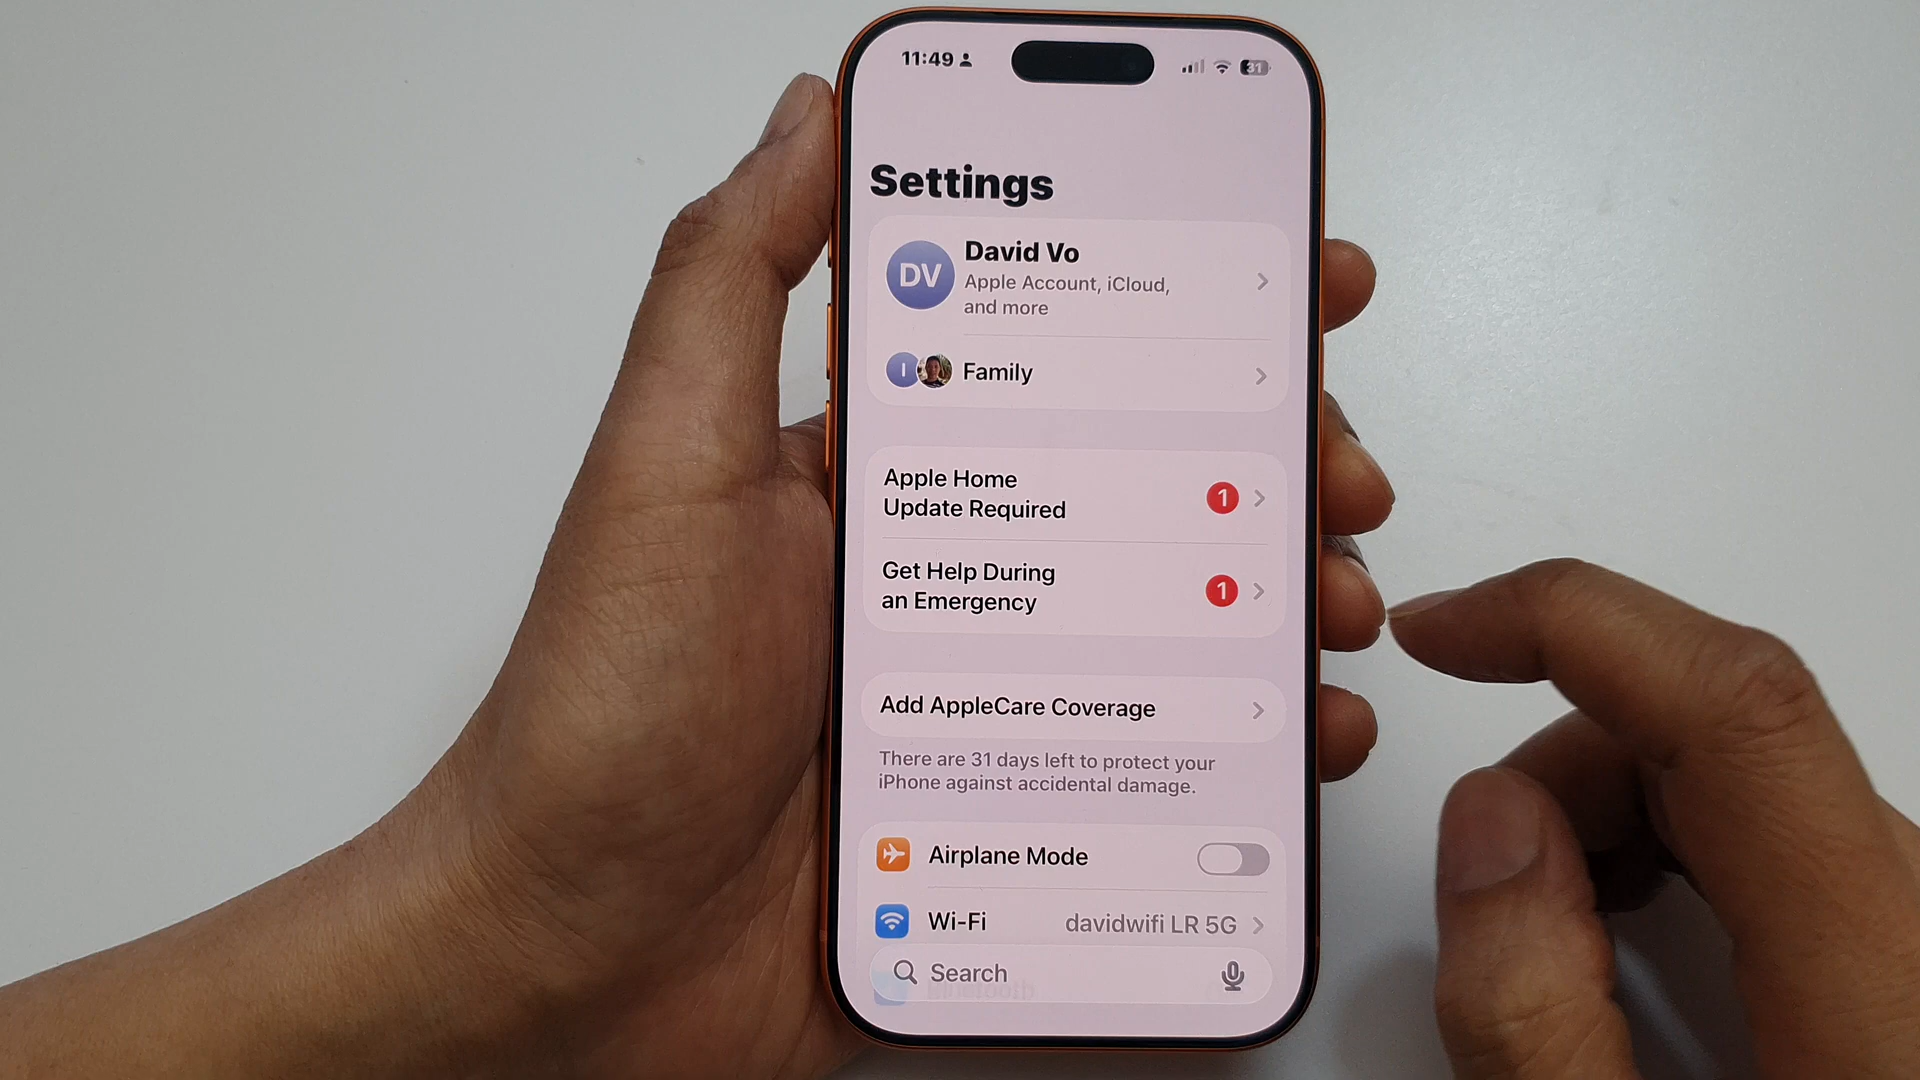 11:49
31
Settings
DV
David Vo
Apple Account, iCloud,
and more
I
Family
Apple Home
Update Required
1
Get Help During
an Emergency
1
Add AppleCare Coverage
There are 31 days left to protect your
iPhone against accidental damage.
Airplane Mode
Wi-Fi
davidwifi LR 5G
Search
Bluetooth